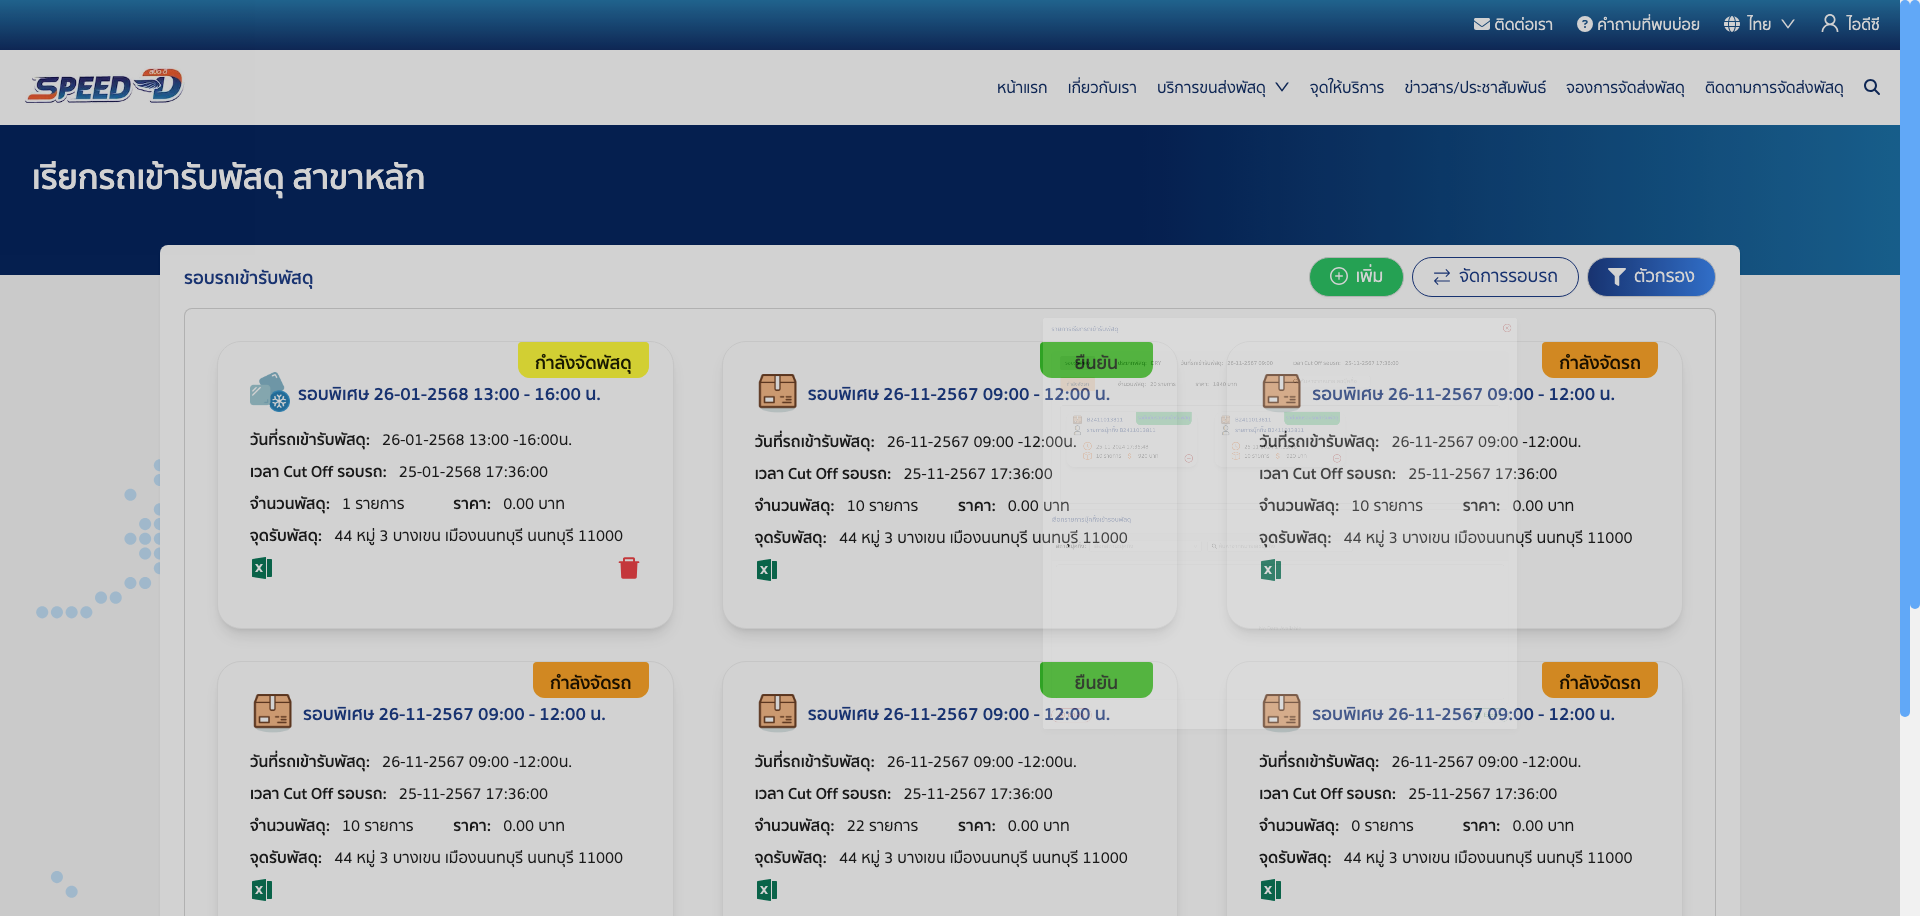 ติดต่อเรา คำถามที่พบบ่อย ไทย ไอดีซี
SPEED-D
หน้าแรก เกี่ยวกับเรา บริการขนส่งพัสดุ จุดให้บริการ ข่าวสาร/ประชาสัมพันธ์ จองการจัดส่งพัสดุ ติดตามการจัดส่งพัสดุ
เรียกรถเข้ารับพัสดุ สาขาหลัก
รอบรถเข้ารับพัสดุ เพิ่ม จัดการรอบรถ ตัวกรอง
กำลังจัดพัสดุ
รอบพิเศษ 26-01-2568 13:00 - 16:00 น.
วันที่รถเข้ารับพัสดุ: 26-01-2568 13:00 -16:00น.
เวลา Cut Off รอบรถ: 25-01-2568 17:36:00
จำนวนพัสดุ: 1 รายการ ราคา: 0.00 บาท
จุดรับพัสดุ: 44 หมู่ 3 บางเขน เมืองนนทบุรี นนทบุรี 11000
ยืนยัน
รอบพิเศษ 26-11-2567 09:00 - 12:00 น.
วันที่รถเข้ารับพัสดุ: 26-11-2567 09:00 -12:00น.
เวลา Cut Off รอบรถ: 25-11-2567 17:36:00
จำนวนพัสดุ: 10 รายการ ราคา: 0.00 บาท
จุดรับพัสดุ: 44 หมู่ 3 บางเขน เมืองนนทบุรี นนทบุรี 11000
กำลังจัดรถ
รอบพิเศษ 26-11-2567 09:00 - 12:00 น.
วันที่รถเข้ารับพัสดุ: 26-11-2567 09:00 -12:00น.
เวลา Cut Off รอบรถ: 25-11-2567 17:36:00
จำนวนพัสดุ: 10 รายการ ราคา: 0.00 บาท
จุดรับพัสดุ: 44 หมู่ 3 บางเขน เมืองนนทบุรี นนทบุรี 11000
กำลังจัดรถ
รอบพิเศษ 26-11-2567 09:00 - 12:00 น.
วันที่รถเข้ารับพัสดุ: 26-11-2567 09:00 -12:00น.
เวลา Cut Off รอบรถ: 25-11-2567 17:36:00
จำนวนพัสดุ: 10 รายการ ราคา: 0.00 บาท
จุดรับพัสดุ: 44 หมู่ 3 บางเขน เมืองนนทบุรี นนทบุรี 11000
ยืนยัน
รอบพิเศษ 26-11-2567 09:00 - 12:00 น.
วันที่รถเข้ารับพัสดุ: 26-11-2567 09:00 -12:00น.
เวลา Cut Off รอบรถ: 25-11-2567 17:36:00
จำนวนพัสดุ: 22 รายการ ราคา: 0.00 บาท
จุดรับพัสดุ: 44 หมู่ 3 บางเขน เมืองนนทบุรี นนทบุรี 11000
กำลังจัดรถ
รอบพิเศษ 26-11-2567 09:00 - 12:00 น.
วันที่รถเข้ารับพัสดุ: 26-11-2567 09:00 -12:00น.
เวลา Cut Off รอบรถ: 25-11-2567 17:36:00
จำนวนพัสดุ: 0 รายการ ราคา: 0.00 บาท
จุดรับพัสดุ: 44 หมู่ 3 บางเขน เมืองนนทบุรี นนทบุรี 11000